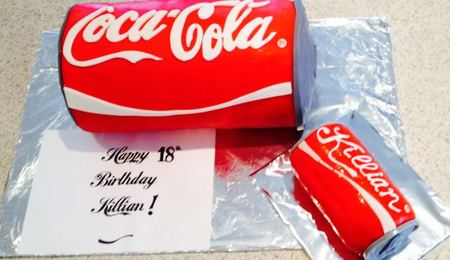 Coca-Cola ®
Happy 18th
Birthday
Killian !
Killian